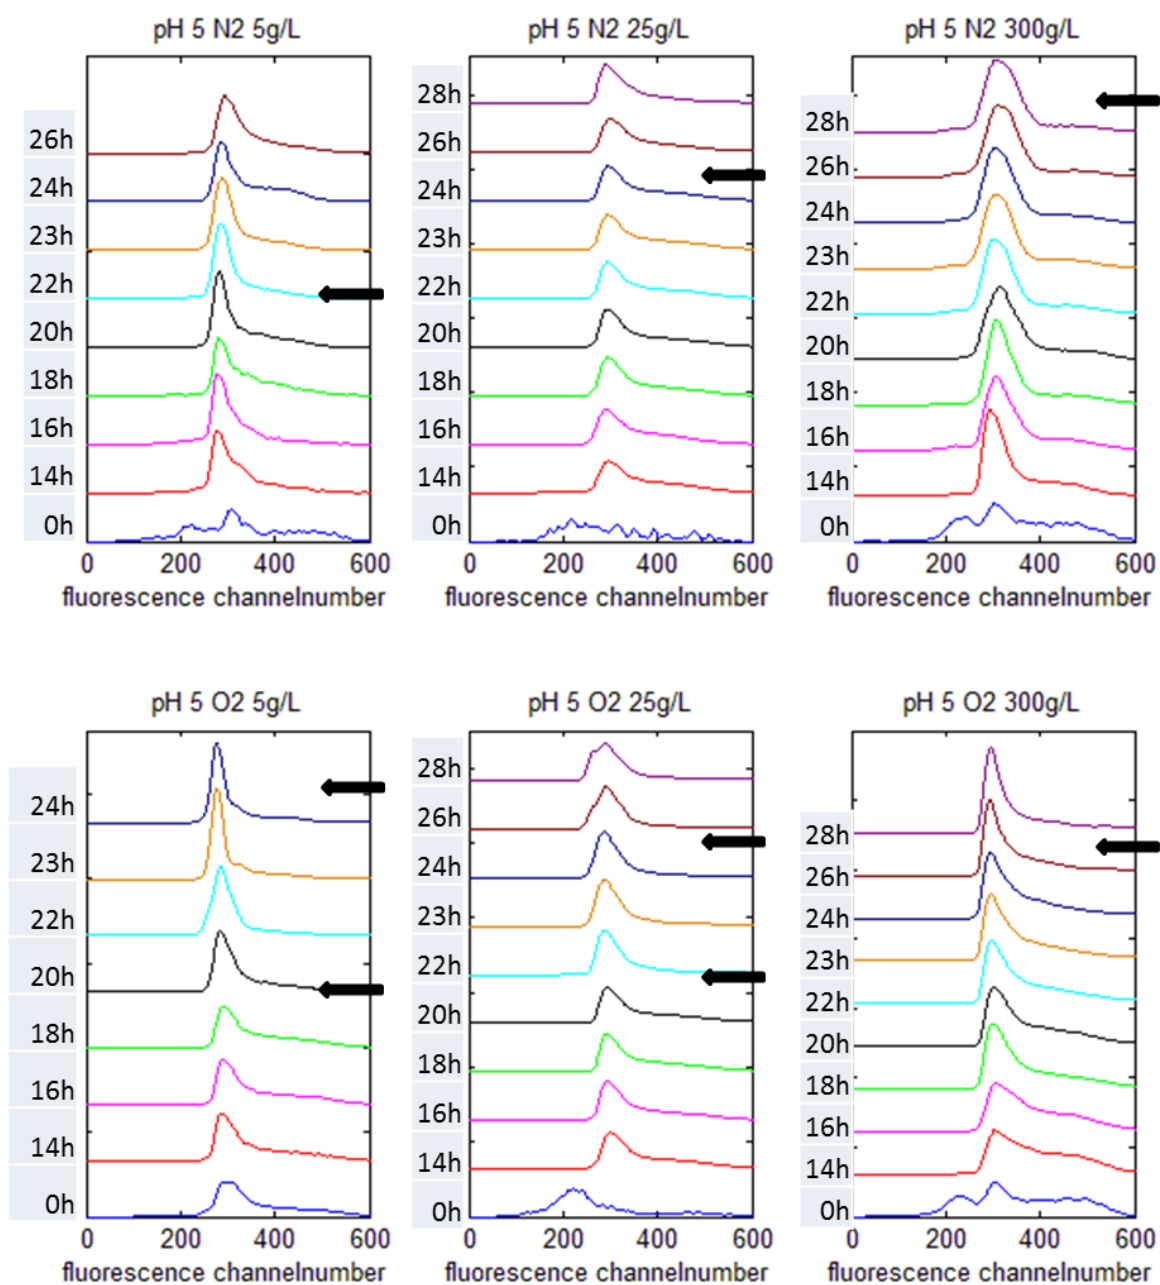 pH 5 N2 5g/L
26h
24h
23h
22h
20h
18h
16h
14h
0h
0 200 400 600
fluorescence channelnumber
pH 5 N2 25g/L
28h
26h
24h
23h
22h
20h
18h
16h
14h
0h
0 200 400 600
fluorescence channelnumber
pH 5 N2 300g/L
28h
26h
24h
23h
22h
20h
18h
16h
14h
0h
0 200 400 600
fluorescence channelnumber
pH 5 O2 5g/L
24h
23h
22h
20h
18h
16h
14h
0h
0 200 400 600
fluorescence channelnumber
pH 5 O2 25g/L
28h
26h
24h
23h
22h
20h
18h
16h
14h
0h
0 200 400 600
fluorescence channelnumber
pH 5 O2 300g/L
28h
26h
24h
23h
22h
20h
18h
16h
14h
0h
0 200 400 600
fluorescence channelnumber